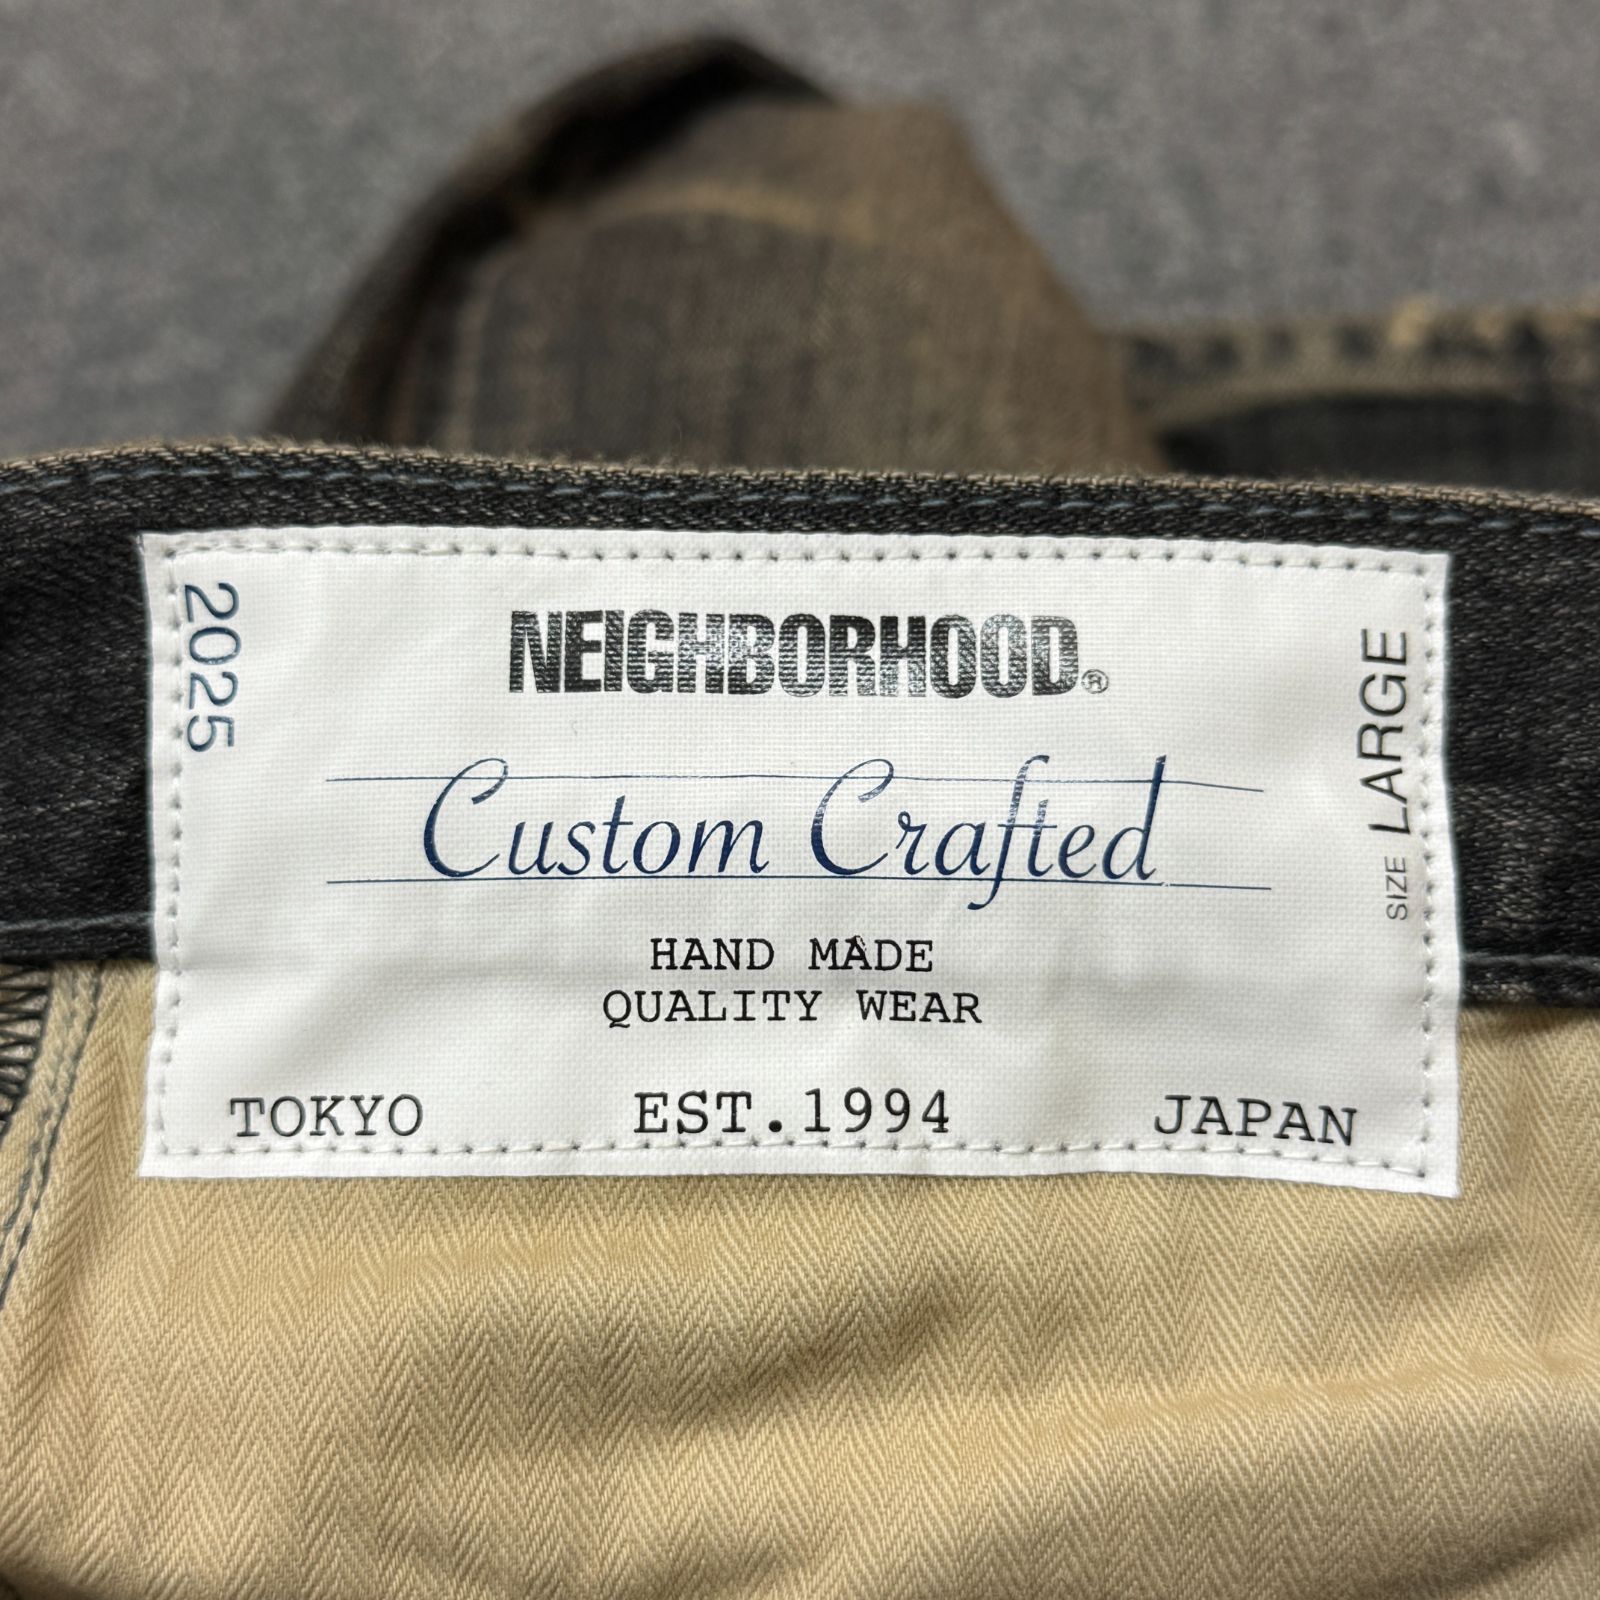 2025
NEIGHBORHOOD®
Custom Crafted
HAND MADE
QUALITY WEAR
TOKYO EST.1994 JAPAN
SIZE LARGE